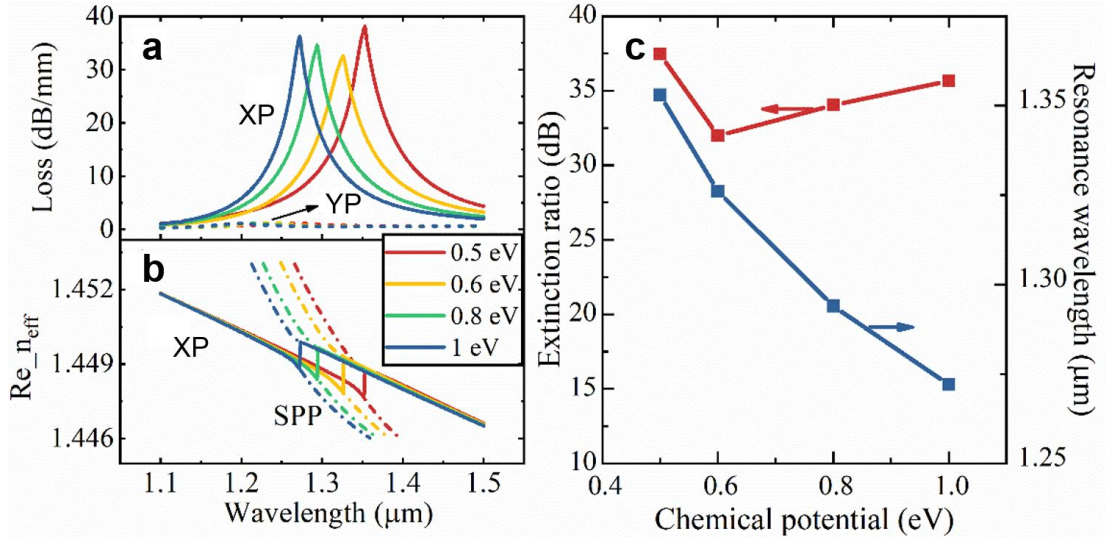 a
40
30
20
10
0
Loss (dB/mm)
XP
YP
b
1.452
1.449
1.446
Re_n_eff
XP
SPP
0.5 eV
0.6 eV
0.8 eV
1 eV
1.1 1.2 1.3 1.4 1.5
Wavelength (μm)
c
40
35
30
25
20
15
10
Extinction ratio (dB)
1.35
1.30
1.25
Resonance wavelength (μm)
0.4 0.6 0.8 1.0
Chemical potential (eV)